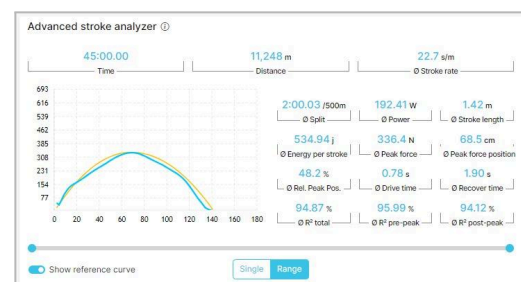 Advanced stroke analyzer ⓘ
45:00.00 11,248 m 22.7 s/m
Time Distance Ø Stroke rate
693
616
539
462
385
308
231
154
77
0 20 40 60 80 100 120 140 160 180
2:00.03 /500m 192.41 W 1.42 m
Ø Split Ø Power Ø Stroke length
534.94 j 336.4 N 68.5 cm
Ø Energy per stroke Ø Peak force Ø Peak force position
48.2 % 0.78 s 1.90 s
Ø Rel. Peak Pos. Ø Drive time Ø Recover time
94.87 % 95.99 % 94.12 %
Ø R² total Ø R² pre-peak Ø R² post-peak
Show reference curve Single Range